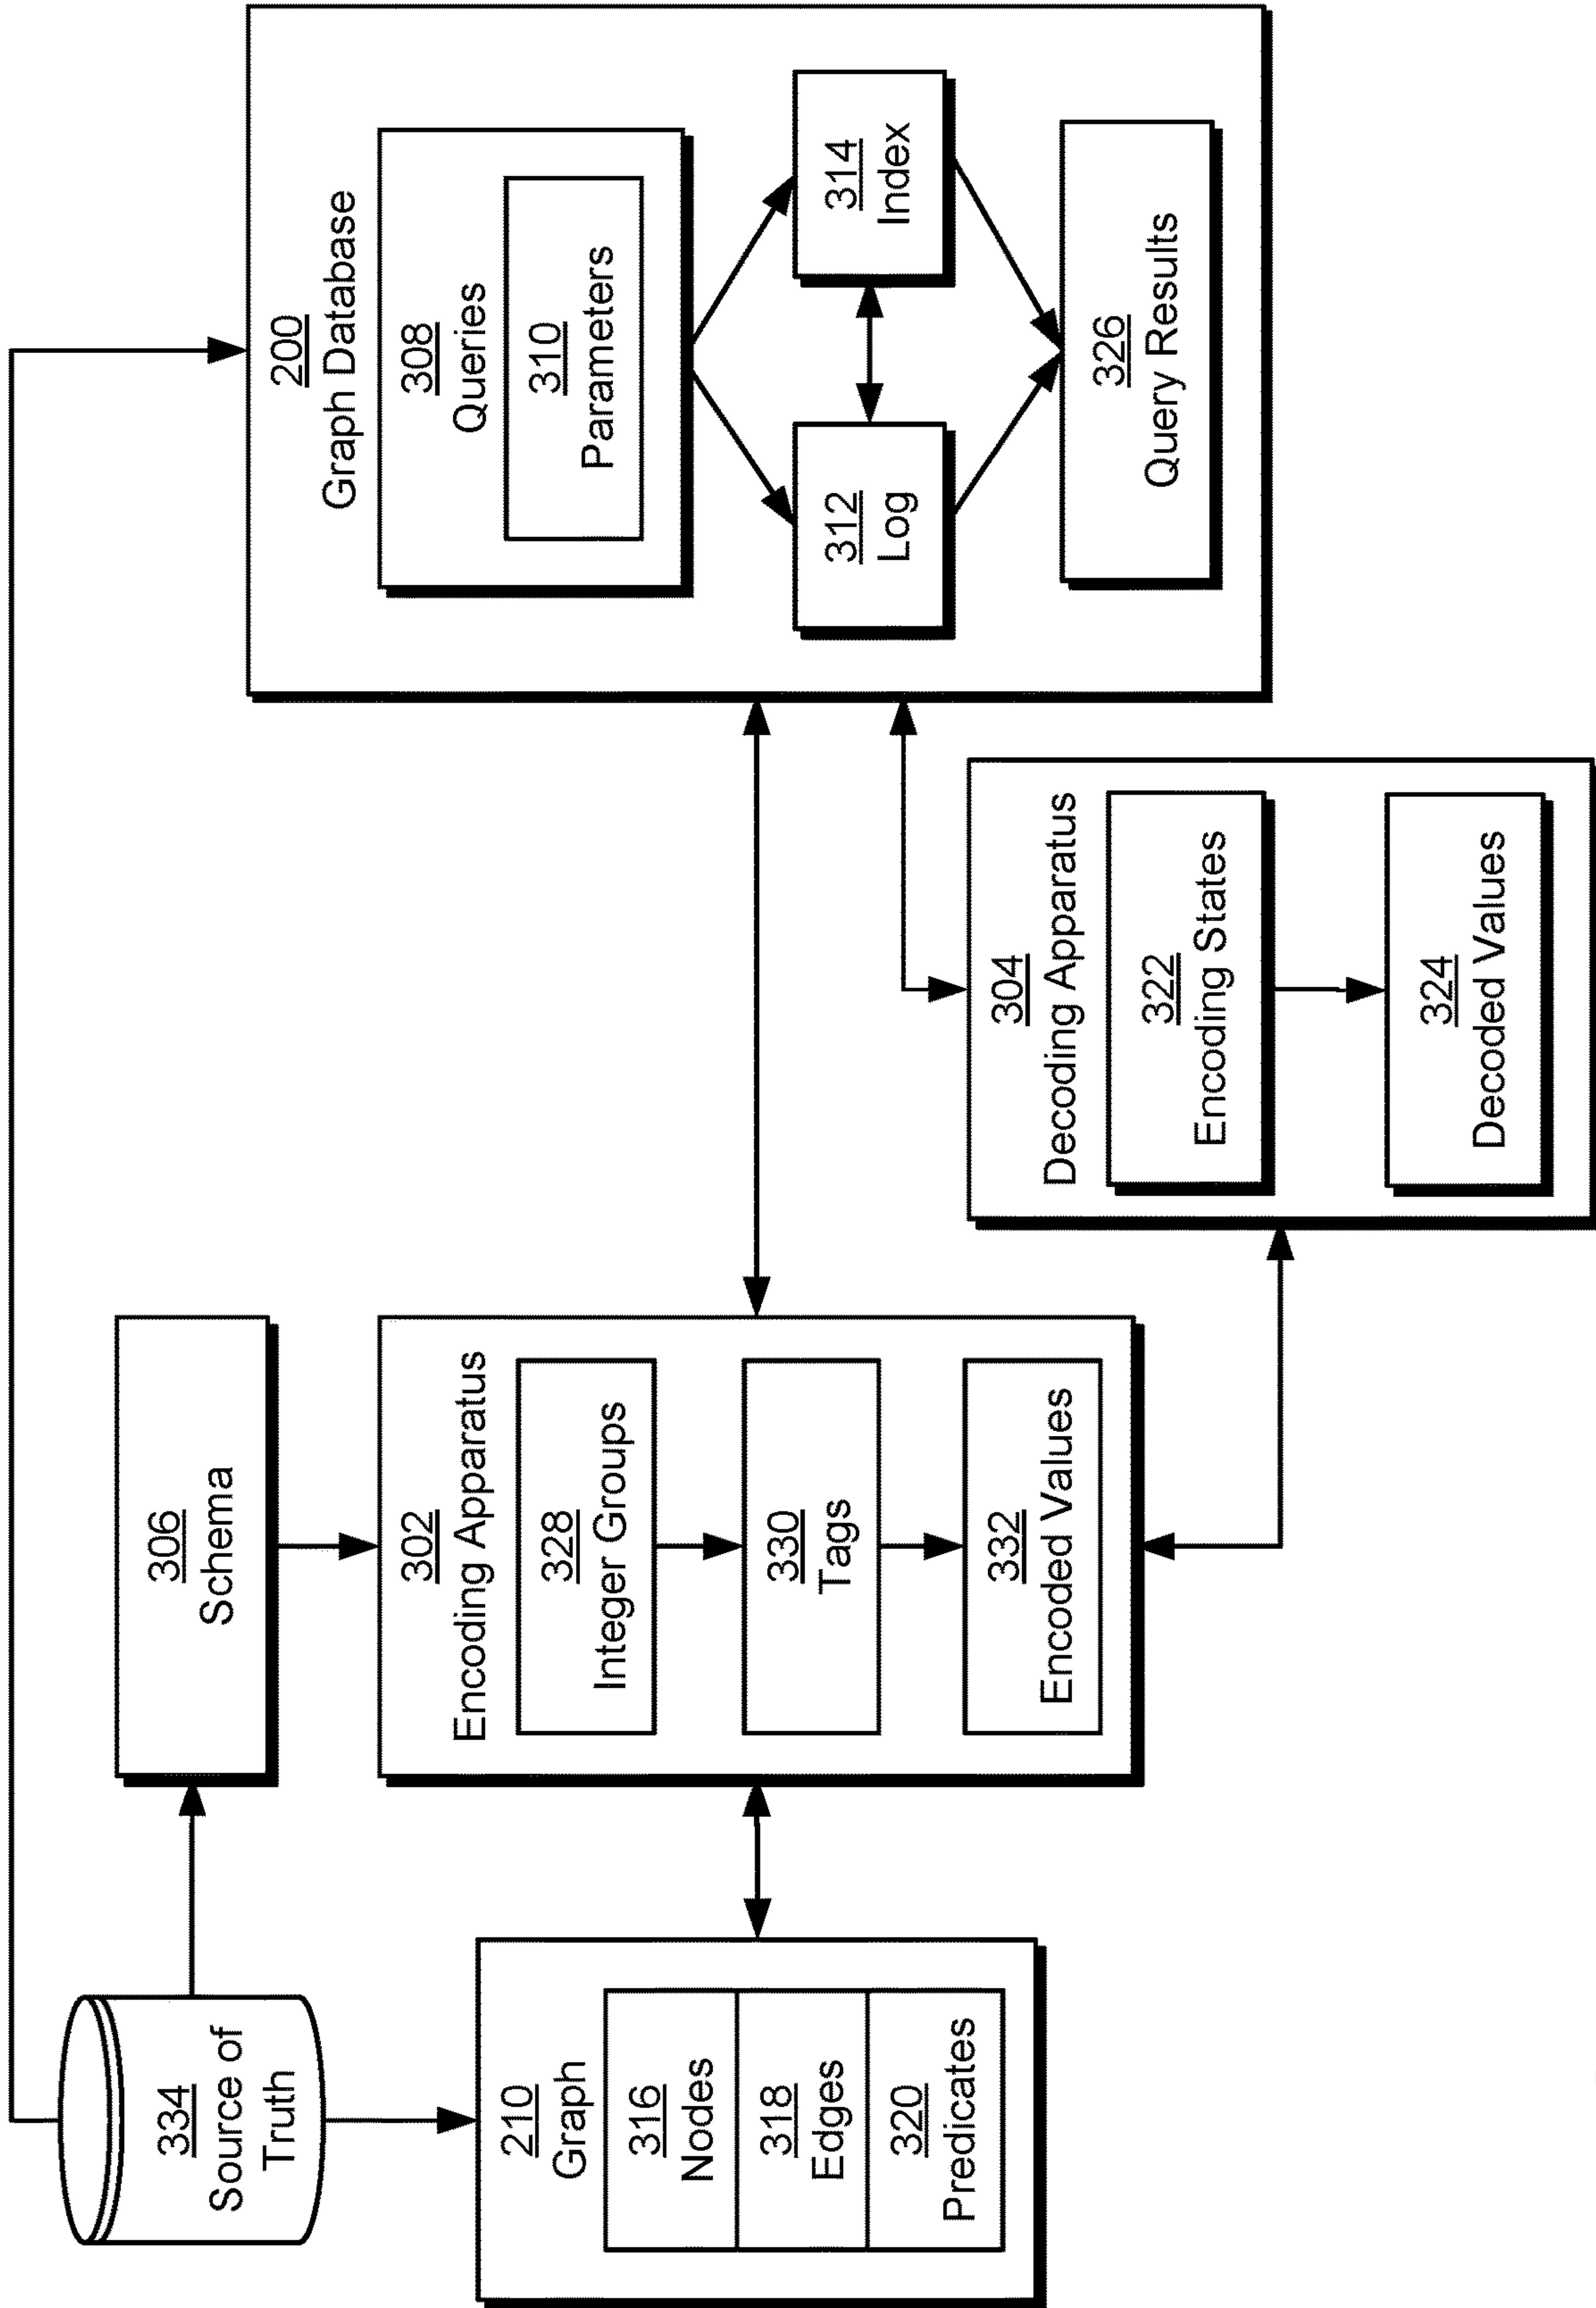 334
Source of
Truth
306
Schema
210
Graph
316
Nodes
318
Edges
320
Predicates
302
Encoding Apparatus
328
Integer Groups
330
Tags
332
Encoded Values
304
Decoding Apparatus
322
Encoding States
324
Decoded Values
200
Graph Database
308
Queries
310
Parameters
312
Log
314
Index
326
Query Results